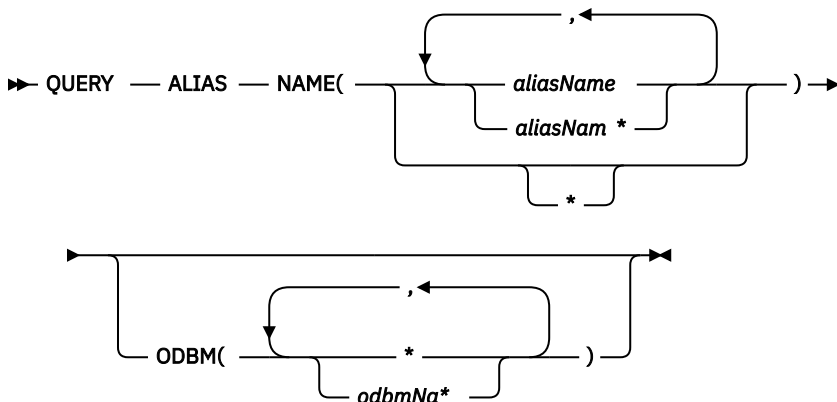 ,
QUERY ALIAS NAME( aliasName )
aliasNam *
*
,
ODBM( * )
odbmNa*